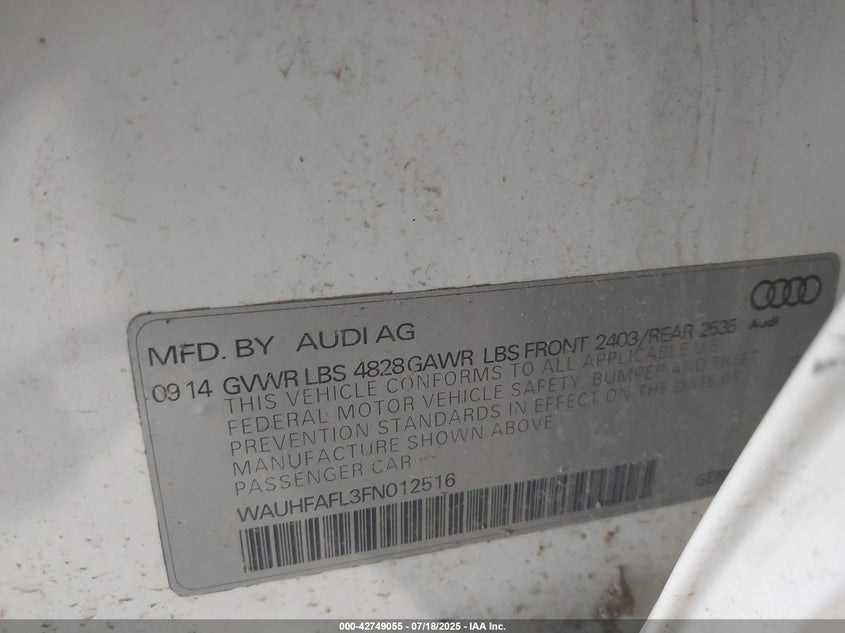 MFD. BY AUDI AG
Audi
09 14 GVWR LBS 4828 GAWR LBS FRONT 2403/REAR 2535
THIS VEHICLE CONFORMS TO ALL APPLICABLE U.S.
FEDERAL MOTOR VEHICLE SAFETY, BUMPER AND THEFT
PREVENTION STANDARDS IN EFFECT ON THE DATE OF
MANUFACTURE SHOWN ABOVE
PASSENGER CAR
WAUHFAFL3FN012516
000-42749055 - 07/18/2025 - IAA Inc.